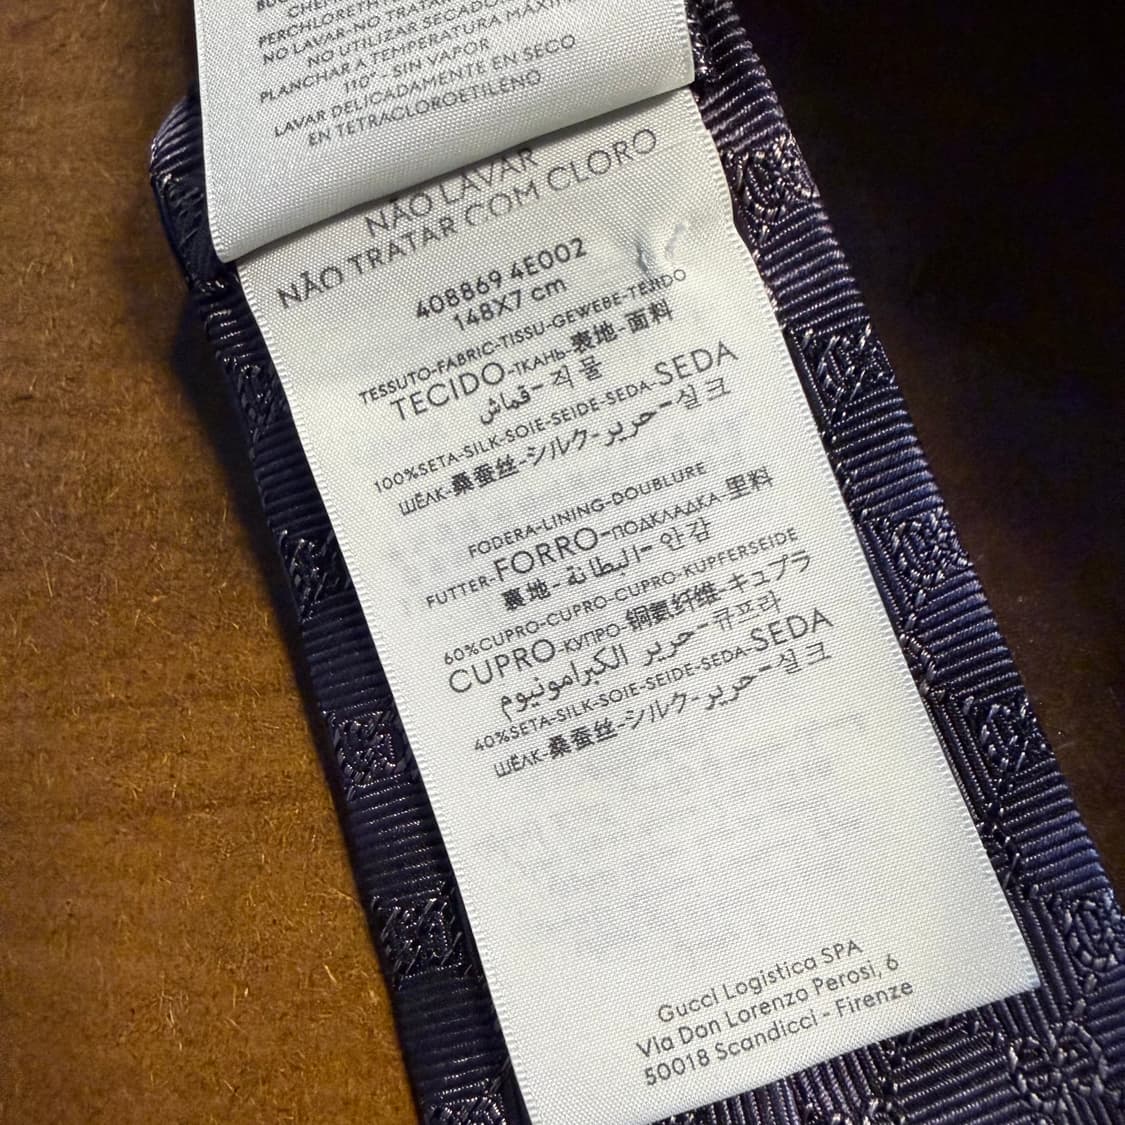 PERCHLORETH
NO LAVAR-NO TRATAR
NO UTILIZAR SECADO
PLANCHAR A TEMPERATURA MÁXI
110°-SIN VAPOR
LAVAR DELICADAMENTE EN SECO
EN TETRACLOROETILENO
NÃO LAVAR
NÃO TRATAR COM CLORO
408869 4E002
148X7 cm
TESSUTO-FABRIC-TISSU-GEWEBE-TEJIDO
TECIDO-ТКАНЬ-表地-面料
قماش-직물
100%SETA-SILK-SOIE-SEIDE-SEDA-SEDA
ШЁЛК-桑蚕丝-シルク-حرير-실크
FODERA-LINING-DOUBLURE
FUTTER-FORRO-ПОДКЛАДКА-里料
裏地-البطانة-안감
60%CUPRO-CUPRO-CUPRO-KUPFERSEIDE
CUPRO-КУПРО-铜氨纤维-キュプラ
حرير الكبرامونيوم-큐프라
40%SETA-SILK-SOIE-SEIDE-SEDA-SEDA
ШЁЛК-桑蚕丝-シルク-حرير-실크
Gucci Logistica SPA
Via Don Lorenzo Perosi, 6
50018 Scandicci - Firenze